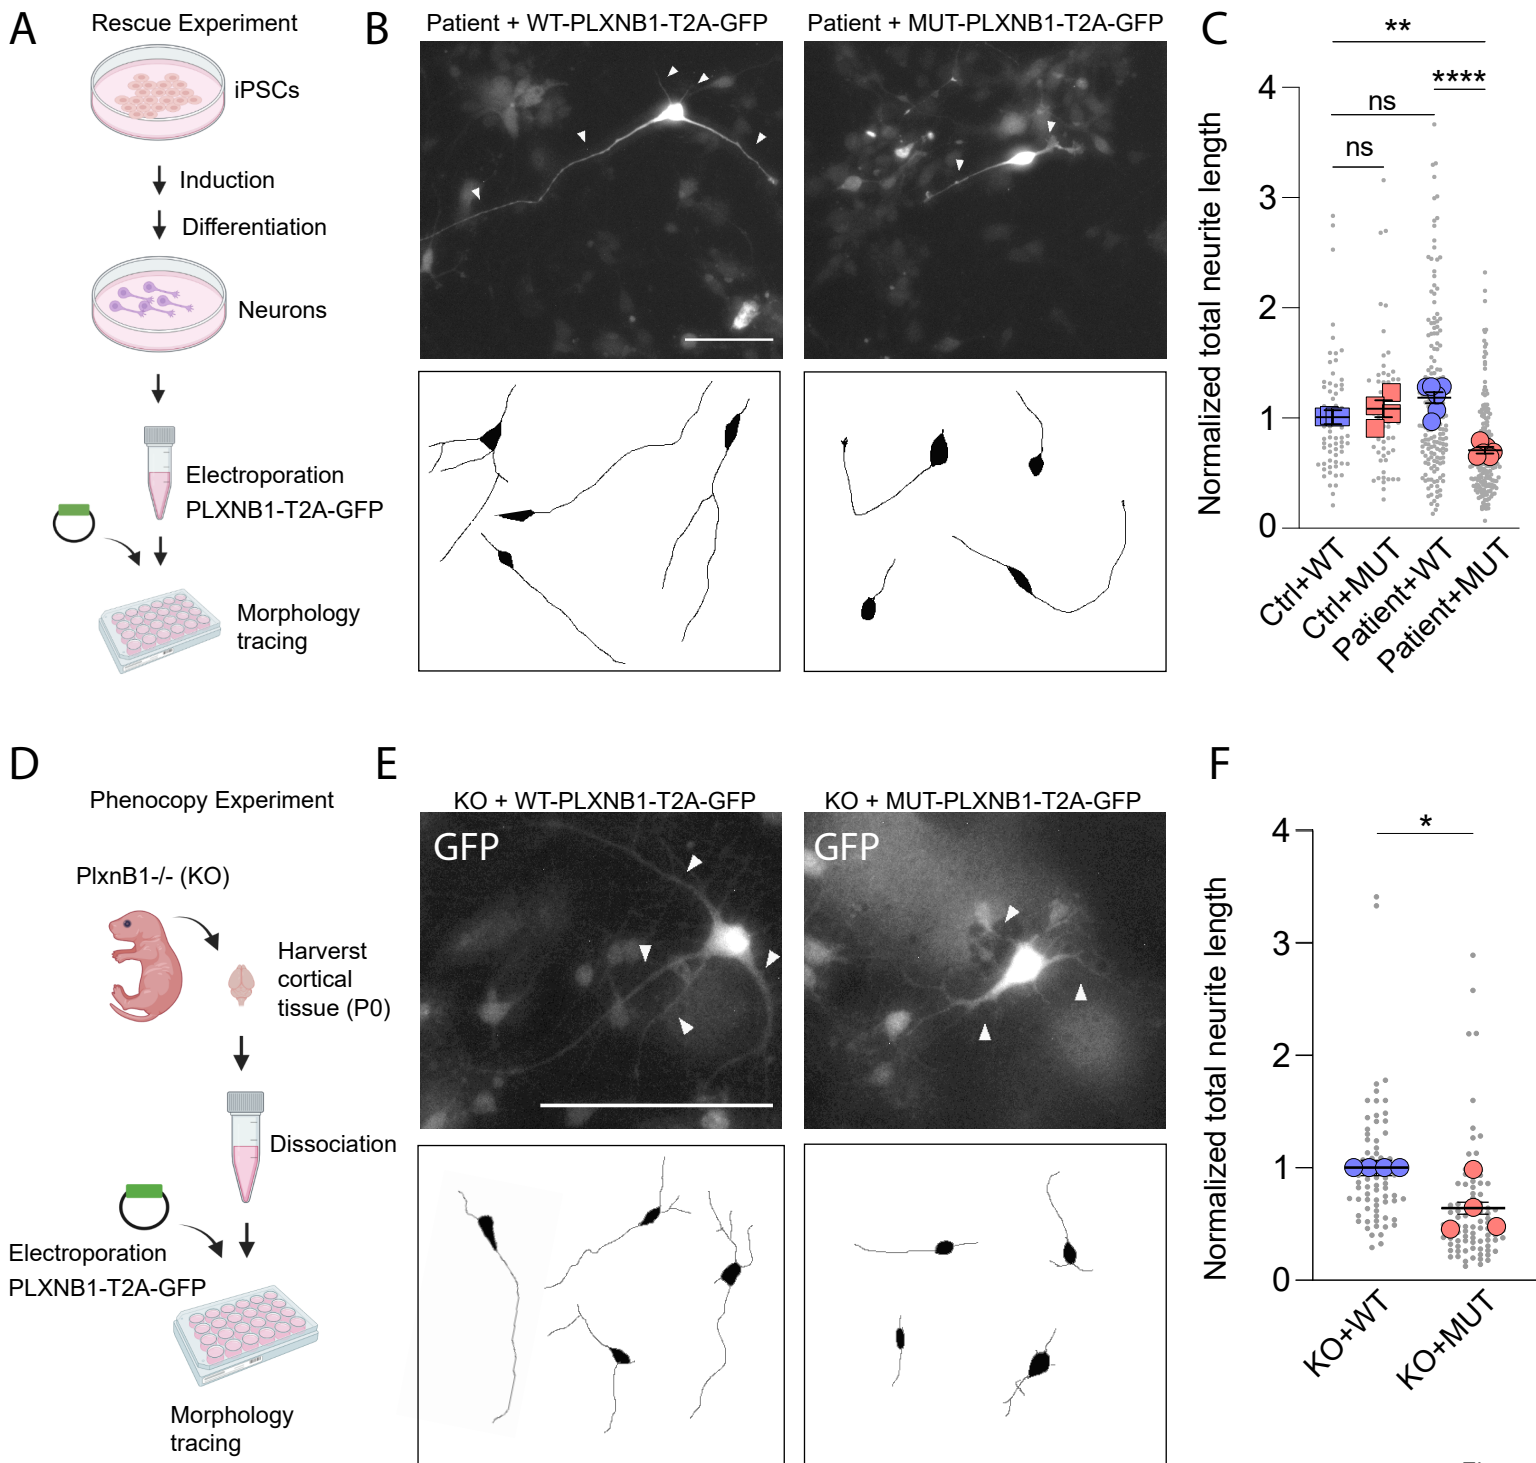 A
Rescue Experiment
iPSCs
Induction
Differentiation
Neurons
Electroporation
PLXNB1-T2A-GFP
Morphology
tracing
B
Patient + WT-PLXNB1-T2A-GFP
Patient + MUT-PLXNB1-T2A-GFP
C
**
****
ns
ns
Normalized total neurite length
4
3
2
1
0
Ctrl+WT
Ctrl+MUT
Patient+WT
Patient+MUT
D
Phenocopy Experiment
PlxnB1-/- (KO)
Harverst
cortical
tissue (P0)
Dissociation
Electroporation
PLXNB1-T2A-GFP
Morphology
tracing
E
KO + WT-PLXNB1-T2A-GFP
KO + MUT-PLXNB1-T2A-GFP
GFP
GFP
F
*
Normalized total neurite length
4
3
2
1
0
KO+WT
KO+MUT